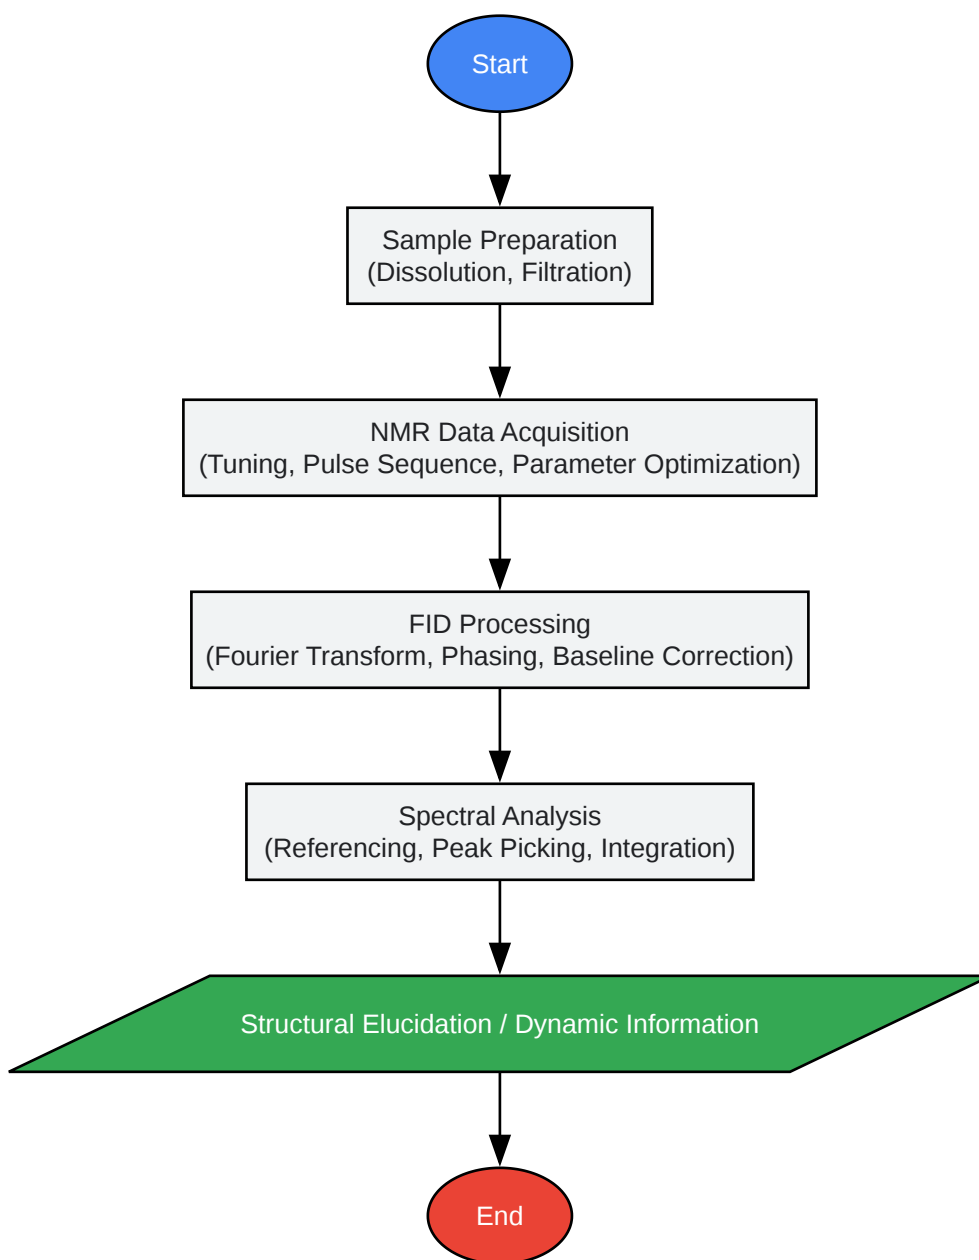 Start
Sample Preparation
(Dissolution, Filtration)
NMR Data Acquisition
(Tuning, Pulse Sequence, Parameter Optimization)
FID Processing
(Fourier Transform, Phasing, Baseline Correction)
Spectral Analysis
(Referencing, Peak Picking, Integration)
Structural Elucidation / Dynamic Information
End